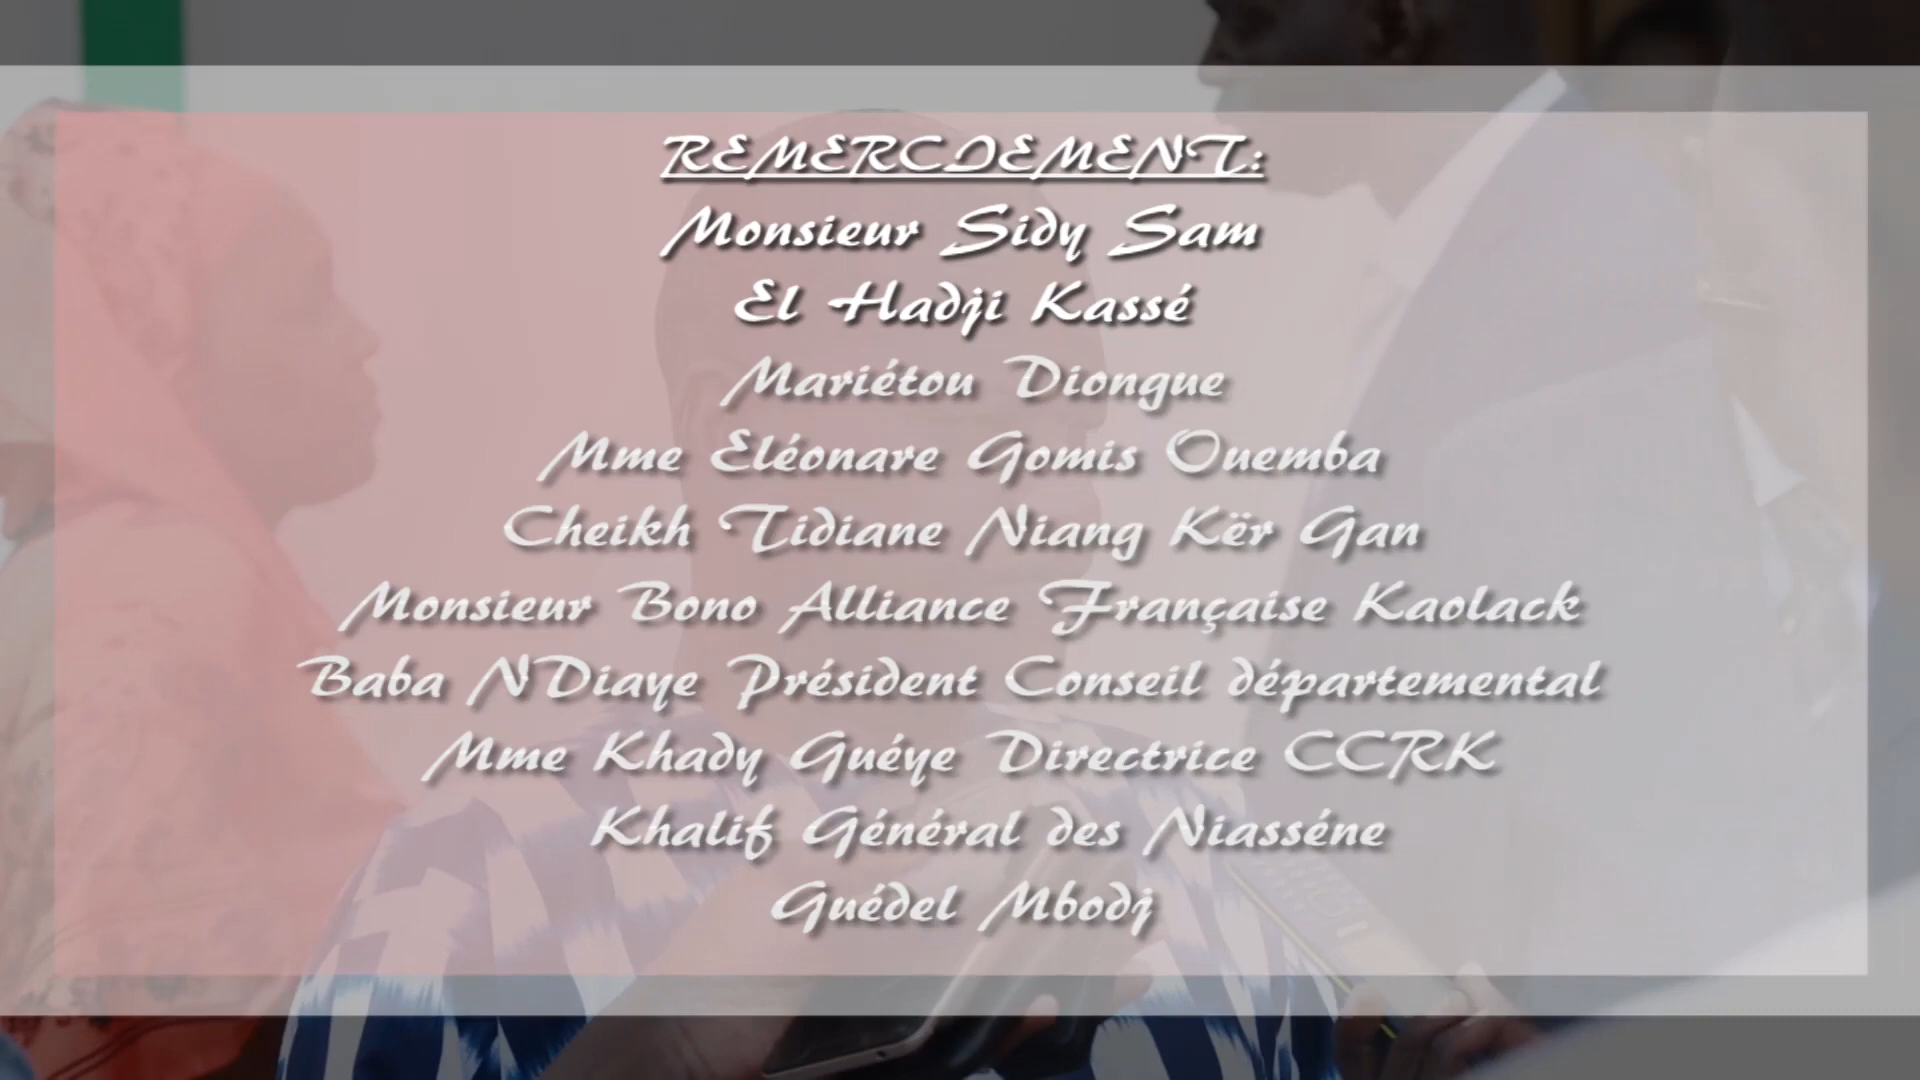 REMERCIEMENT:
Monsieur Sidy Sam
El Hadji Kassé
Mariétou Diongue
Mme Eléonare Gomis Ouemba
Cheikh Tidiane Niang Kër Gan
Monsieur Bono Alliance Française Kaolack
Baba NDiaye Président Conseil départemental
Mme Khady Guéye Directrice CCRK
Khalif Général des Niasséne
Guédel Mbodj